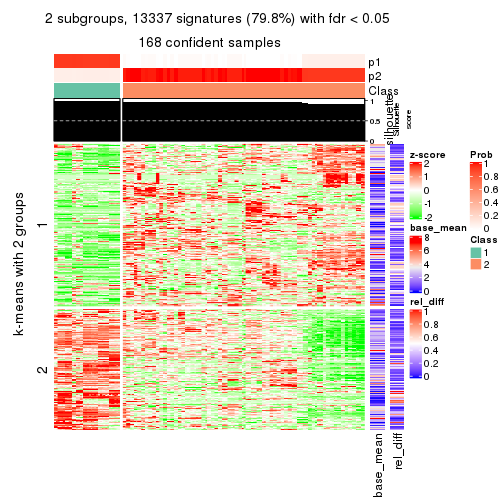 2 subgroups, 13337 signatures (79.8%) with fdr < 0.05
168 confident samples
p1
p2
Class
silhouette
Silhouette
score
1
0.5
0
k-means with 2 groups
1
2
base_mean
rel_diff
z-score
2
1
0
-1
-2
base_mean
8
6
4
2
0
rel_diff
1
0.8
0.6
0.4
0.2
0
Prob
1
0.8
0.6
0.4
0.2
0
Class
1
2